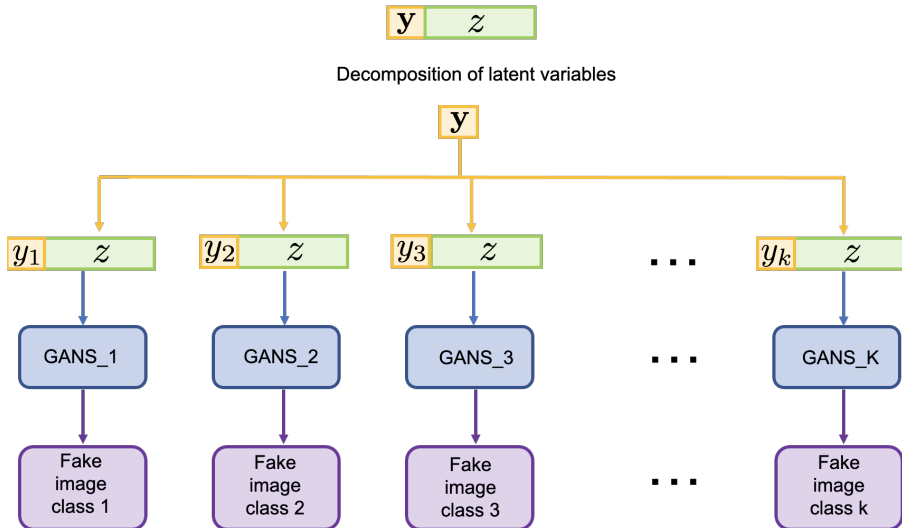 y z
Decomposition of latent variables
y
y₁ z y₂ z y₃ z ... yₖ z
GANS_1 GANS_2 GANS_3 ... GANS_K
Fake image class 1 Fake image class 2 Fake image class 3 ... Fake image class k